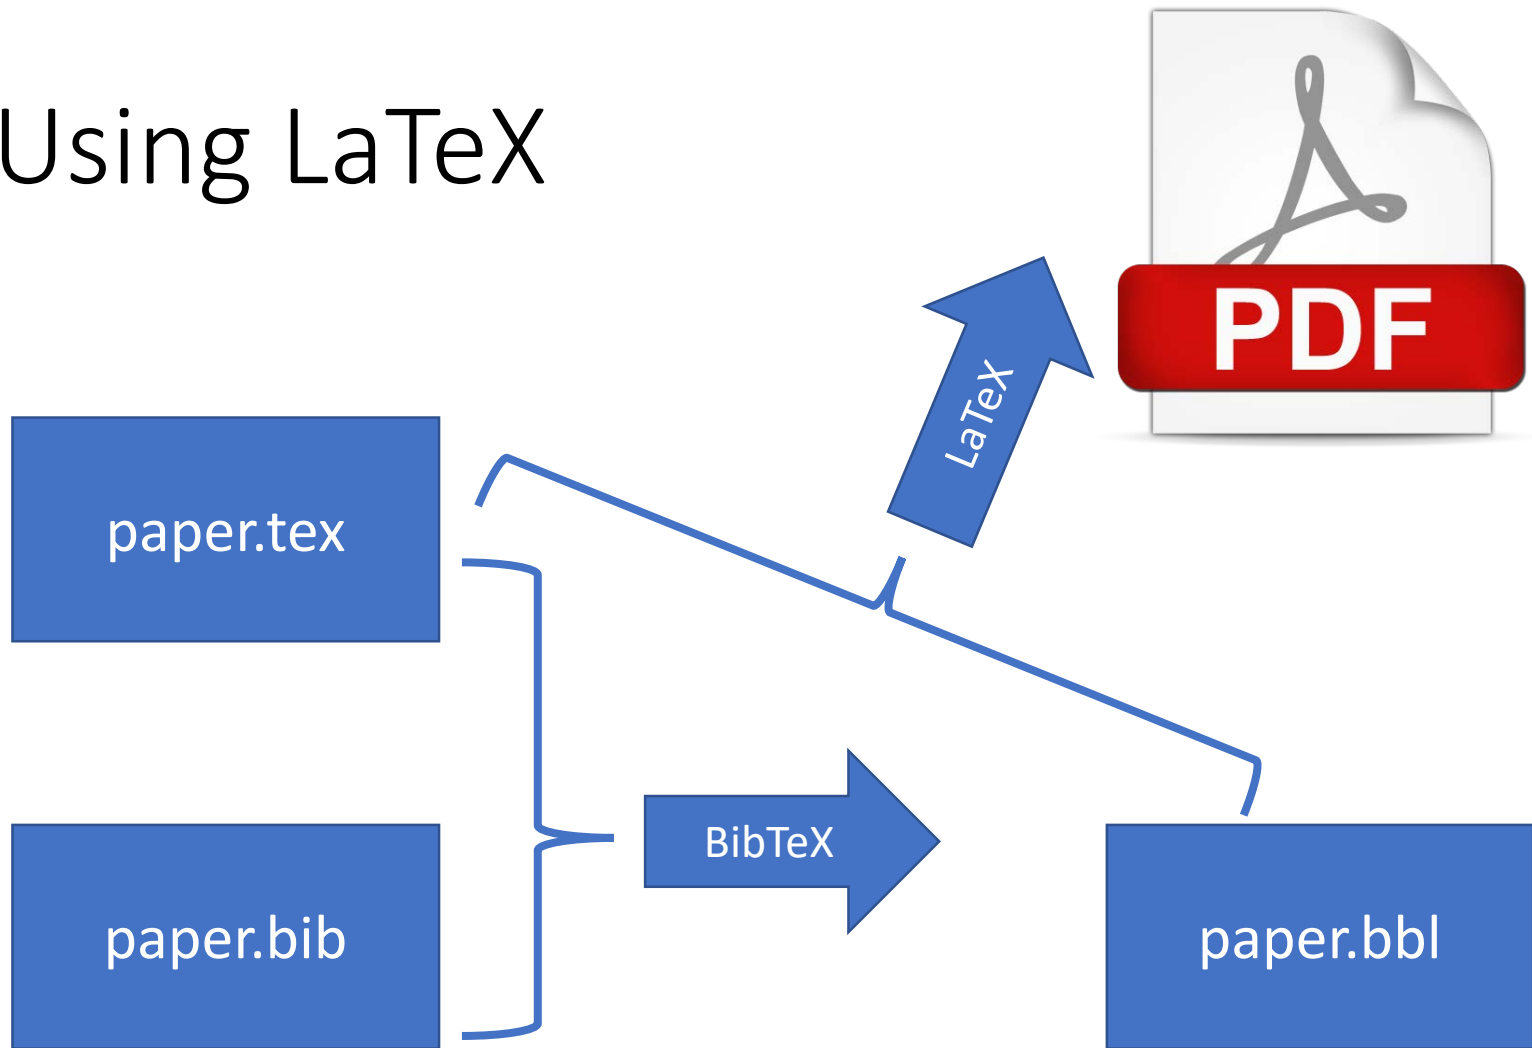 Using LaTeX
PDF
LaTeX
paper.tex
BibTeX
paper.bib
paper.bbl